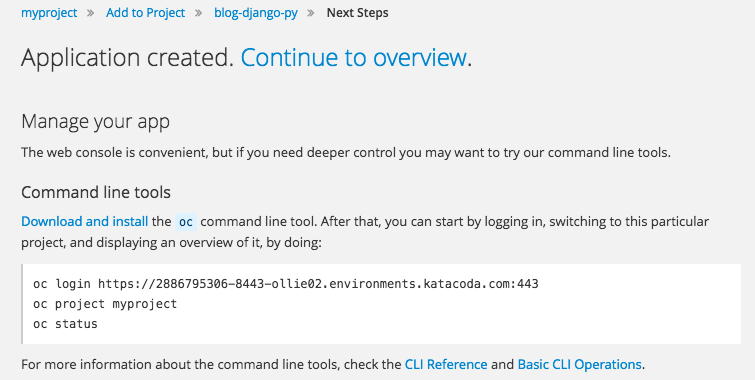 myproject » Add to Project » blog-django-py » Next Steps
Application created. Continue to overview.
Manage your app
The web console is convenient, but if you need deeper control you may want to try our command line tools.
Command line tools
Download and install the oc command line tool. After that, you can start by logging in, switching to this particular
project, and displaying an overview of it, by doing:
oc login https://2886795306-8443-ollie02.environments.katacoda.com:443
oc project myproject
oc status
For more information about the command line tools, check the CLI Reference and Basic CLI Operations.